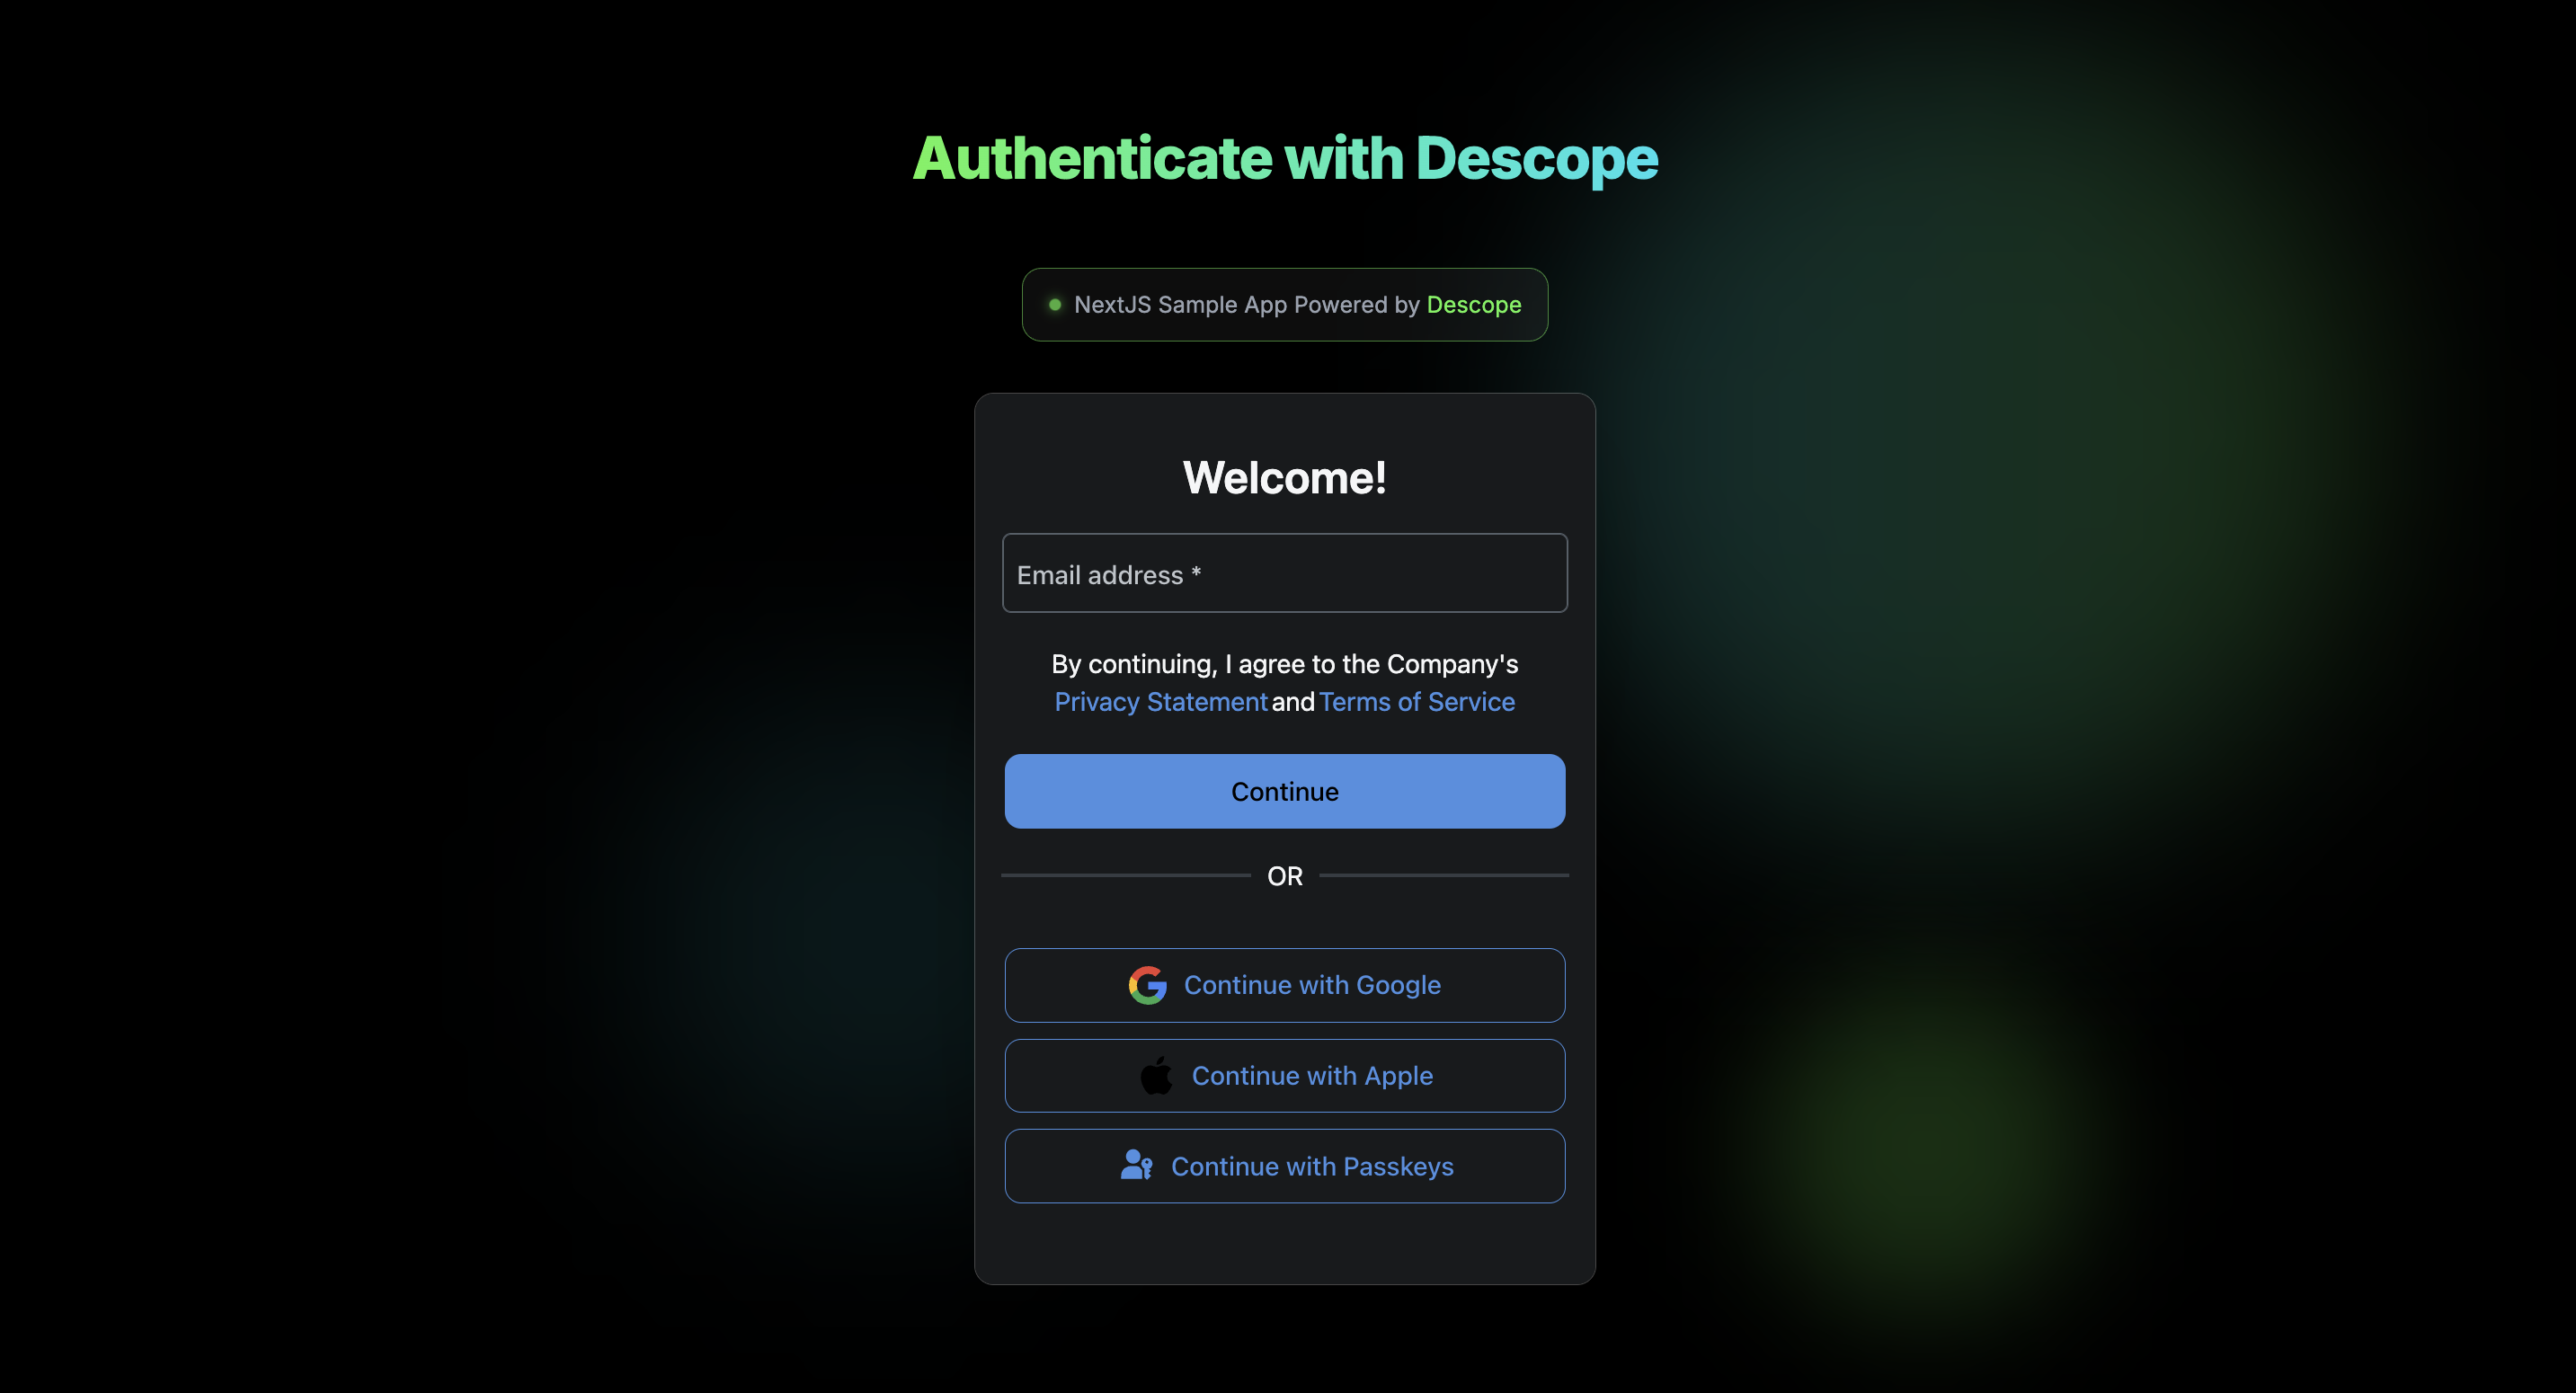 Authenticate with Descope
NextJS Sample App Powered by Descope
Welcome!
Email address *
By continuing, I agree to the Company's
Privacy Statement and Terms of Service
Continue
OR
Continue with Google
Continue with Apple
Continue with Passkeys